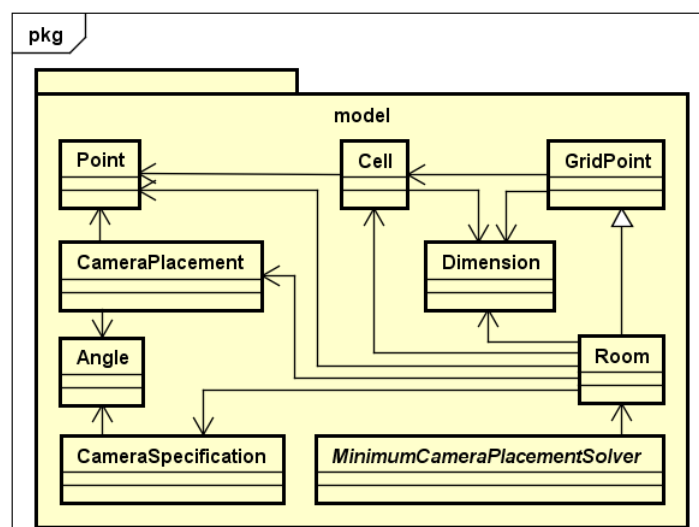 pkg
model
Point
Cell
GridPoint
CameraPlacement
Dimension
Angle
Room
CameraSpecification
MinimumCameraPlacementSolver